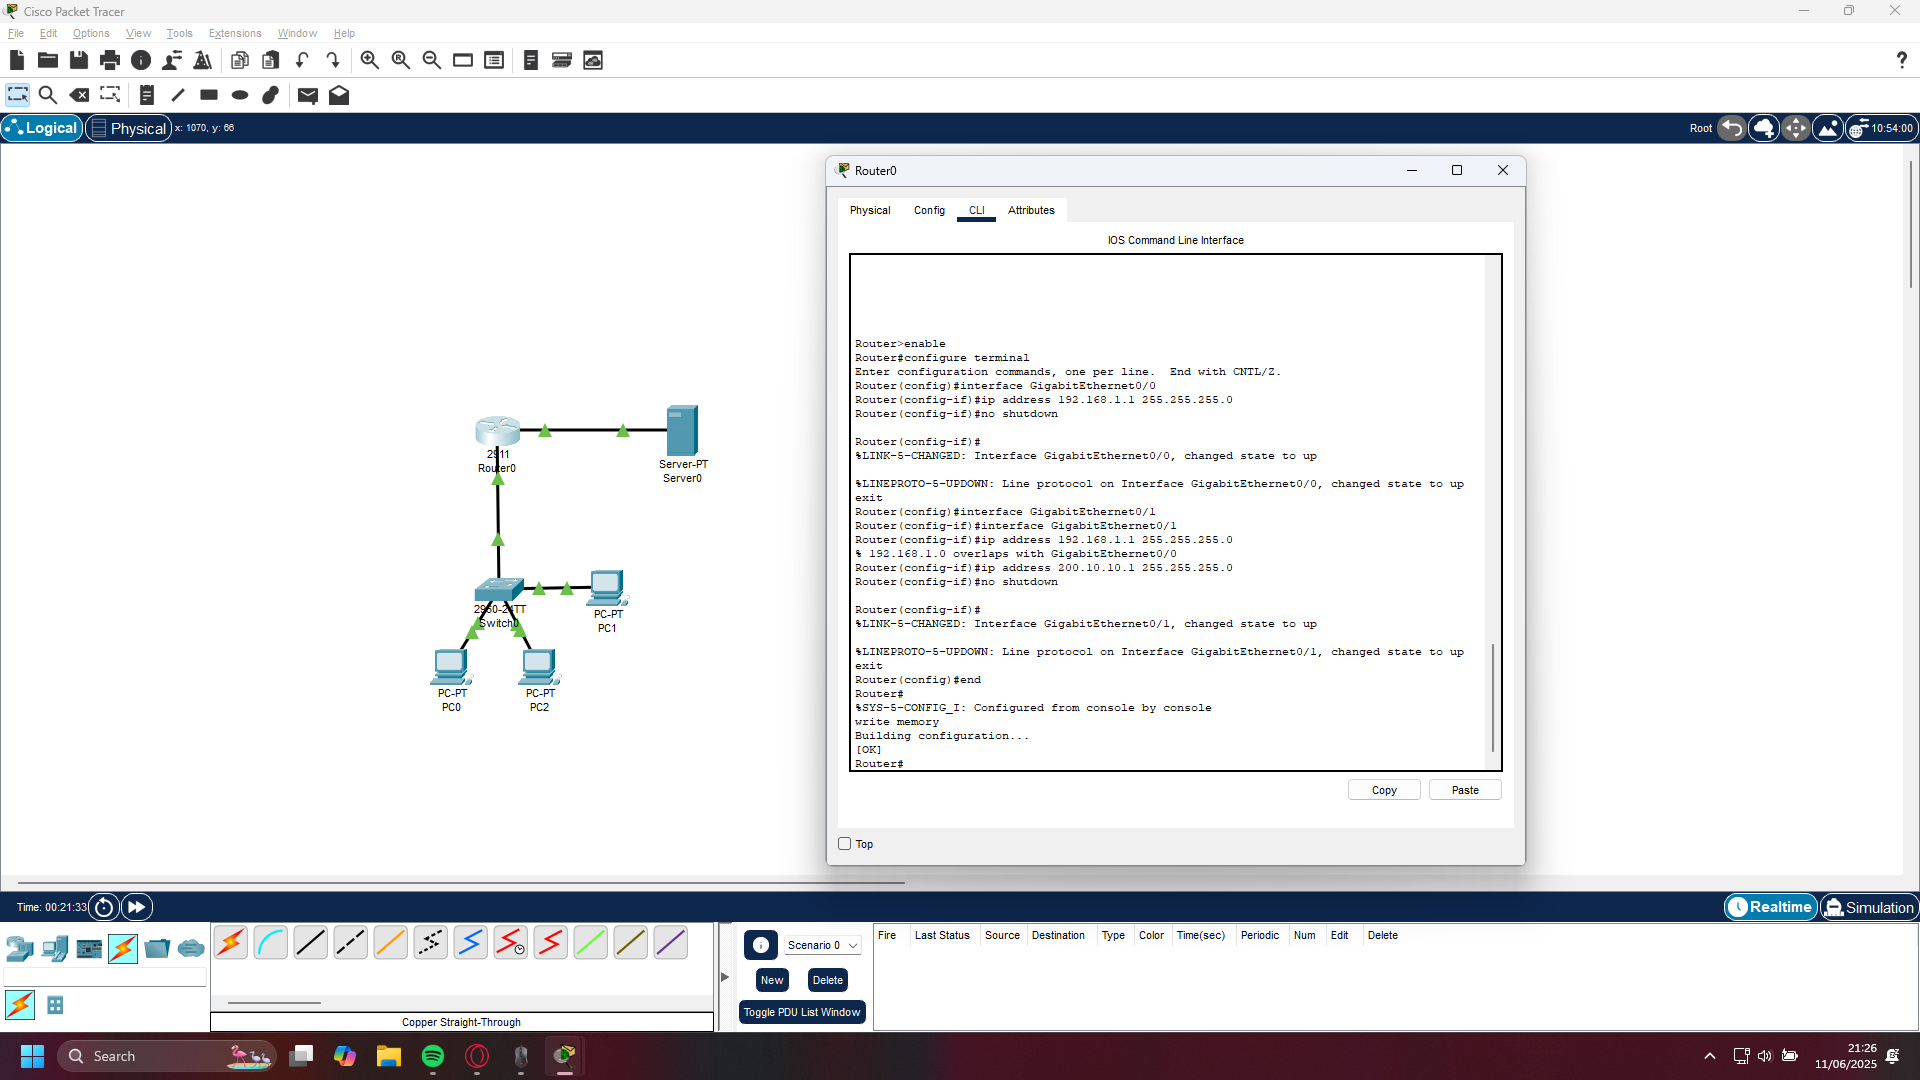 Cisco Packet Tracer
File Edit Options View Tools Extensions Window Help
Logical Physical x: 1070, y: 66 Root 10:54:00
Router0
Physical Config CLI Attributes
IOS Command Line Interface
Router>enable
Router#configure terminal
Enter configuration commands, one per line.  End with CNTL/Z.
Router(config)#interface GigabitEthernet0/0
Router(config-if)#ip address 192.168.1.1 255.255.255.0
Router(config-if)#no shutdown
Router(config-if)#
%LINK-5-CHANGED: Interface GigabitEthernet0/0, changed state to up
%LINEPROTO-5-UPDOWN: Line protocol on Interface GigabitEthernet0/0, changed state to up
exit
Router(config)#interface GigabitEthernet0/1
Router(config-if)#interface GigabitEthernet0/1
Router(config-if)#ip address 192.168.1.1 255.255.255.0
% 192.168.1.0 overlaps with GigabitEthernet0/0
Router(config-if)#ip address 200.10.10.1 255.255.255.0
Router(config-if)#no shutdown
Router(config-if)#
%LINK-5-CHANGED: Interface GigabitEthernet0/1, changed state to up
%LINEPROTO-5-UPDOWN: Line protocol on Interface GigabitEthernet0/1, changed state to up
exit
Router(config)#end
Router#
%SYS-5-CONFIG_I: Configured from console by console
write memory
Building configuration...
[OK]
Router#
Copy Paste
Top
2911
Router0
Server-PT
Server0
2960-24TT
Switch0
PC-PT
PC1
PC-PT
PC0
PC-PT
PC2
Time: 00:21:33 Realtime Simulation
Scenario 0
New Delete
Toggle PDU List Window
Fire Last Status Source Destination Type Color Time(sec) Periodic Num Edit Delete
Copper Straight-Through
Search
21:26
11/06/2025